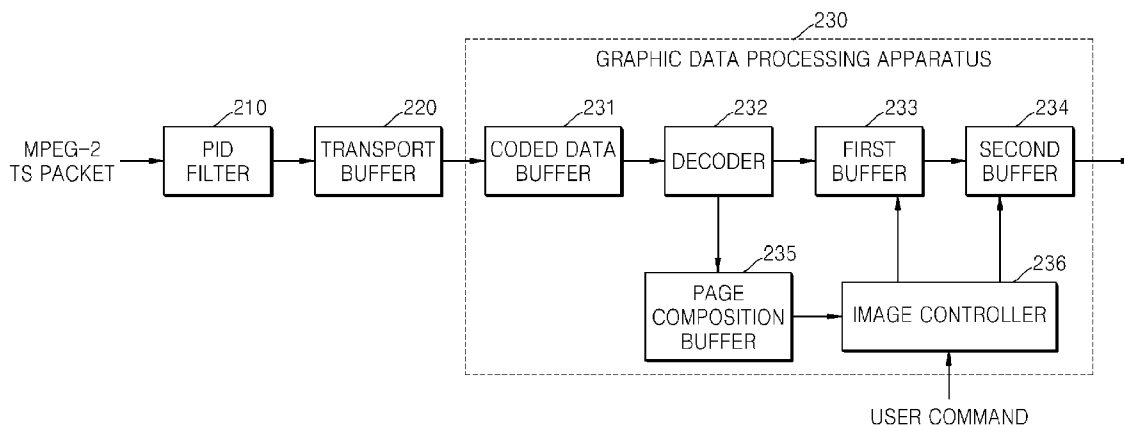 230
GRAPHIC DATA PROCESSING APPARATUS
210
220
231
232
233
234
MPEG-2
TS PACKET
PID
FILTER
TRANSPORT
BUFFER
CODED DATA
BUFFER
DECODER
FIRST
BUFFER
SECOND
BUFFER
235
236
PAGE
COMPOSITION
BUFFER
IMAGE CONTROLLER
USER COMMAND